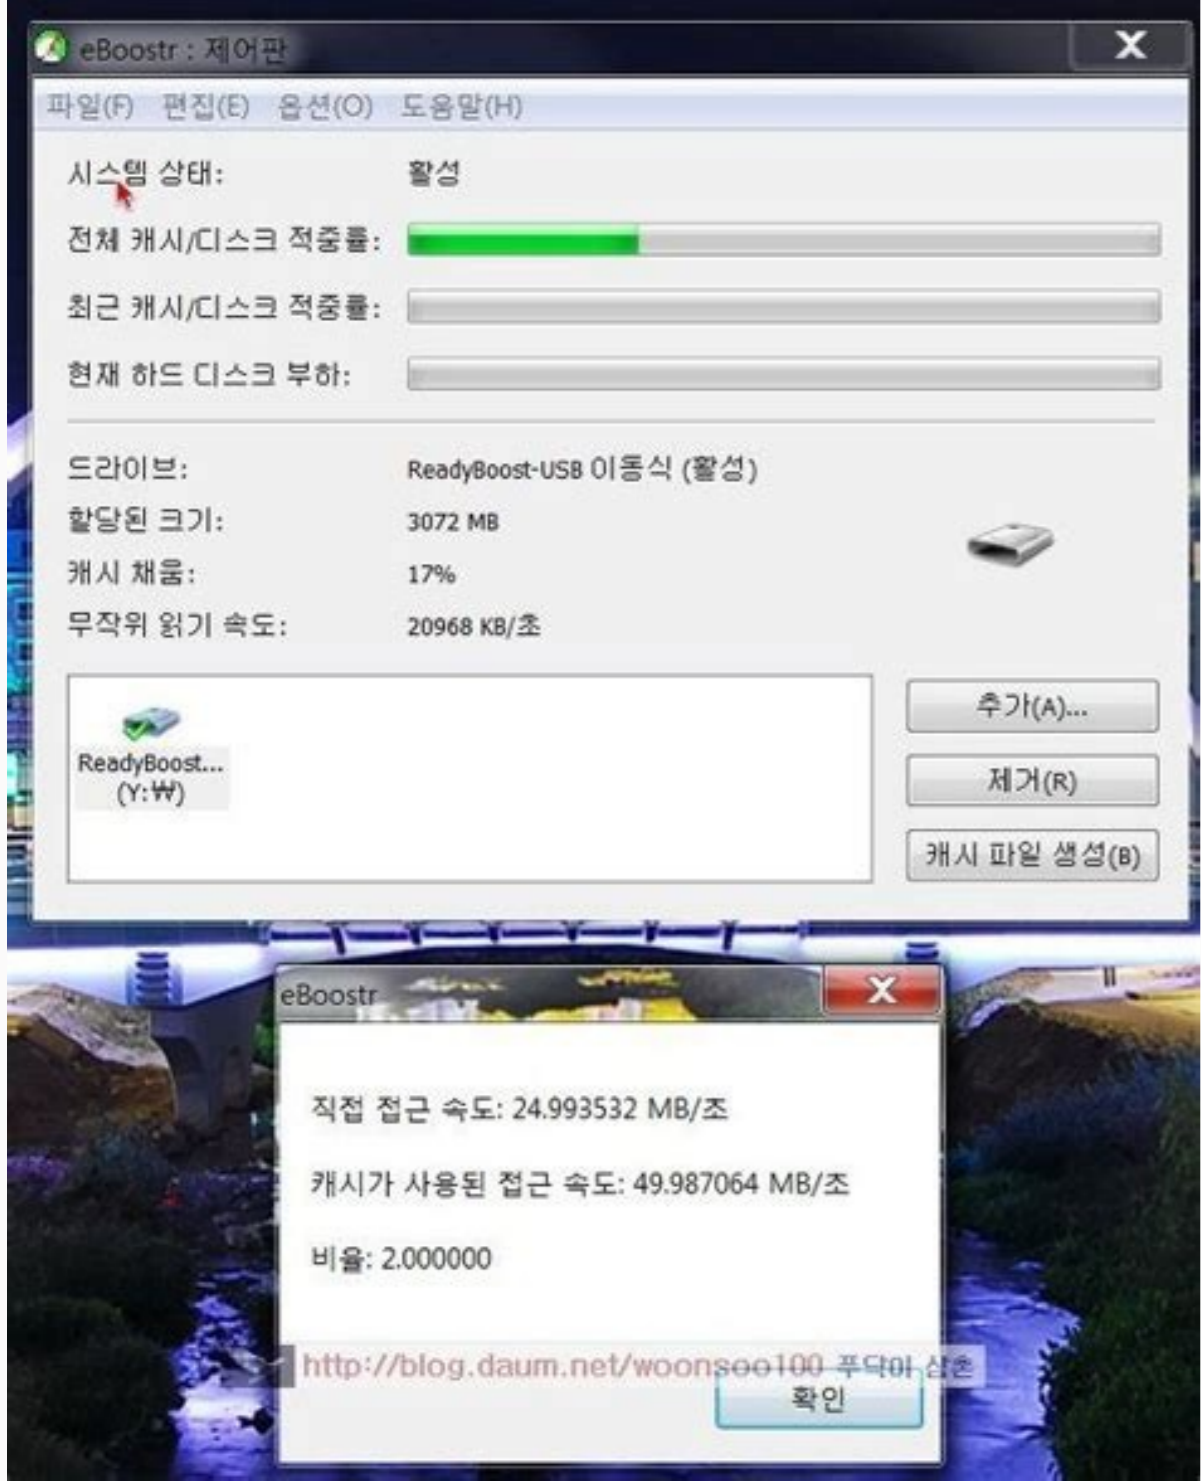 eBoostr : 제어판
파일(F) 편집(E) 옵션(O) 도움말(H)
시스템 상태: 활성
전체 캐시/디스크 적중률:
최근 캐시/디스크 적중률:
현재 하드 디스크 부하:
드라이브: ReadyBoost-USB 이동식 (활성)
할당된 크기: 3072 MB
캐시 채움: 17%
무작위 읽기 속도: 20968 KB/초
ReadyBoost...
(Y:₩)
추가(A)...
제거(R)
캐시 파일 생성(B)
eBoostr
직접 접근 속도: 24.993532 MB/초
캐시가 사용된 접근 속도: 49.987064 MB/초
비율: 2.000000
http://blog.daum.net/woonsoo100 푸닥이 삼촌
확인